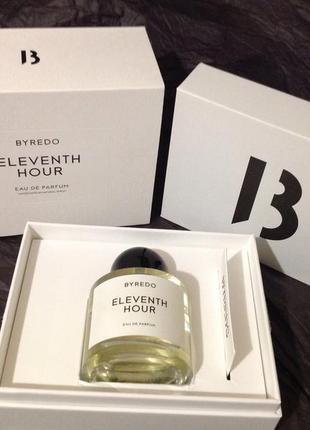 B
BYREDO
ELEVENTH
HOUR
EAU DE PARFUM
B
BYREDO
ELEVENTH
HOUR
EAU DE PARFUM